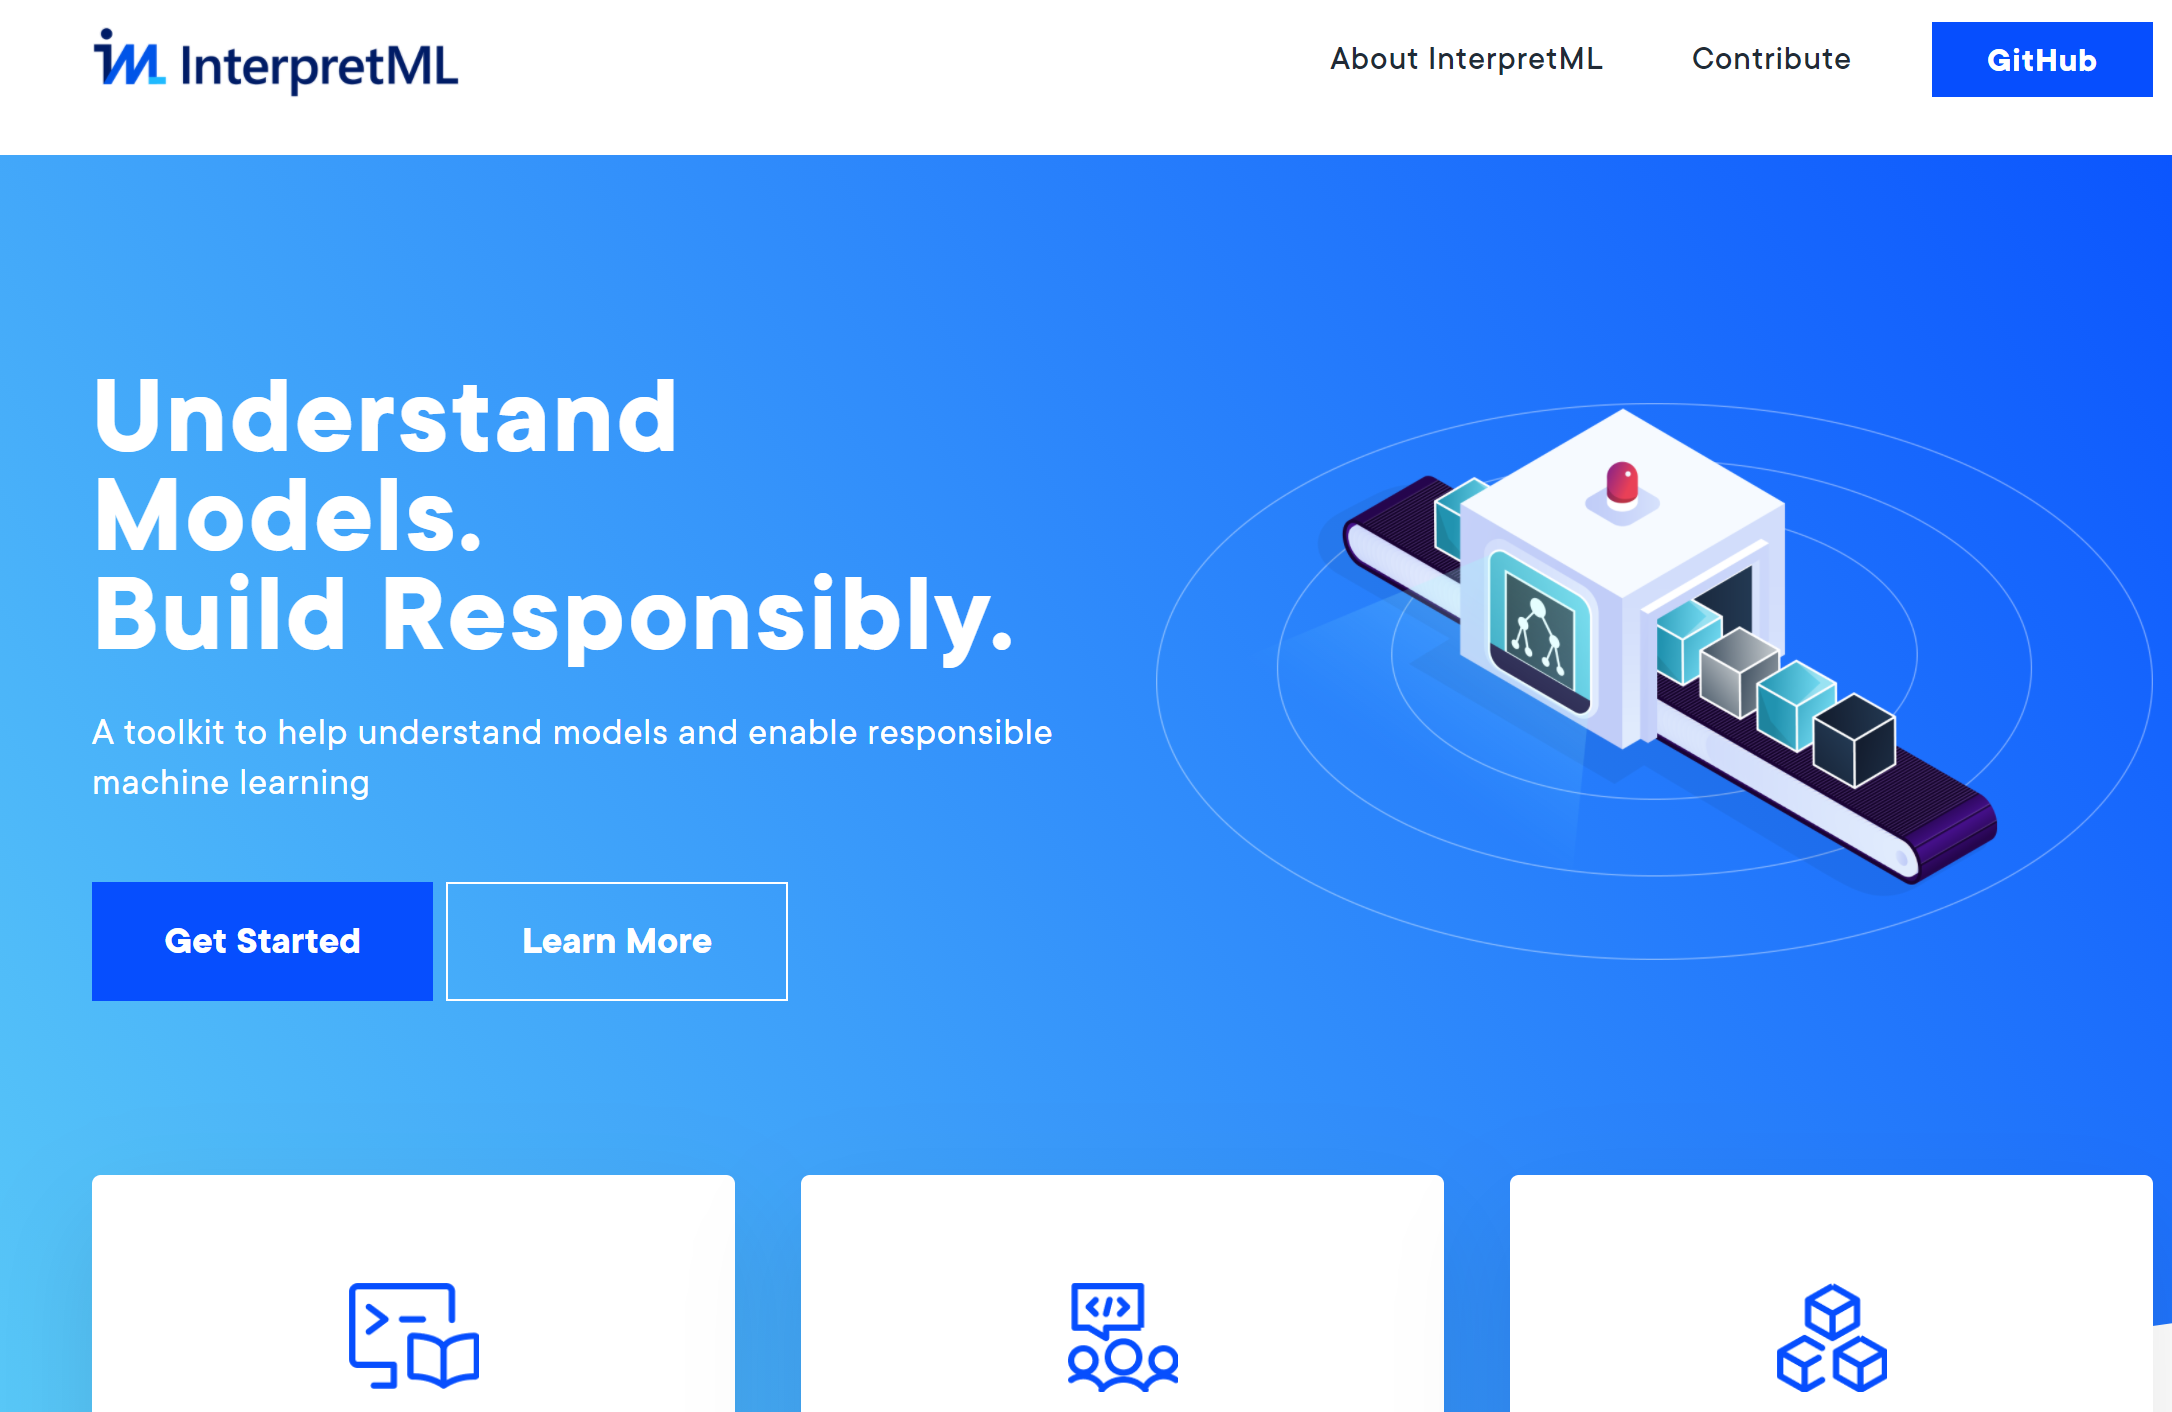 InterpretML
About InterpretML
Contribute
GitHub
Understand
Models.
Build Responsibly.
A toolkit to help understand models and enable responsible
machine learning
Get Started
Learn More